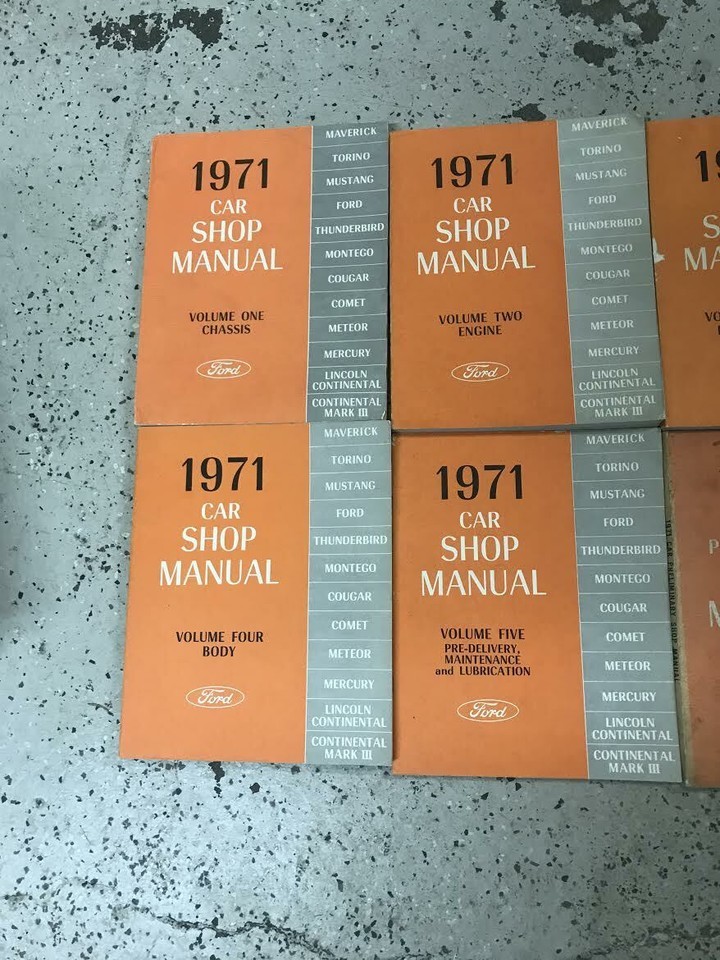 1971
CAR
SHOP
MANUAL
VOLUME ONE
CHASSIS
Ford
MAVERICK
TORINO
MUSTANG
FORD
THUNDERBIRD
MONTEGO
COUGAR
COMET
METEOR
MERCURY
LINCOLN
CONTINENTAL
CONTINENTAL
MARK III
1971
CAR
SHOP
MANUAL
VOLUME TWO
ENGINE
Ford
MAVERICK
TORINO
MUSTANG
FORD
THUNDERBIRD
MONTEGO
COUGAR
COMET
METEOR
MERCURY
LINCOLN
CONTINENTAL
CONTINENTAL
MARK III
1971
CAR
SHOP
MANUAL
VOLUME FOUR
BODY
Ford
MAVERICK
TORINO
MUSTANG
FORD
THUNDERBIRD
MONTEGO
COUGAR
COMET
METEOR
MERCURY
LINCOLN
CONTINENTAL
CONTINENTAL
MARK III
1971
CAR
SHOP
MANUAL
VOLUME FIVE
PRE-DELIVERY,
MAINTENANCE
and LUBRICATION
Ford
MAVERICK
TORINO
MUSTANG
FORD
THUNDERBIRD
MONTEGO
COUGAR
COMET
METEOR
MERCURY
LINCOLN
CONTINENTAL
CONTINENTAL
MARK III
1971 CAR PRELIMINARY SHOP MANUAL